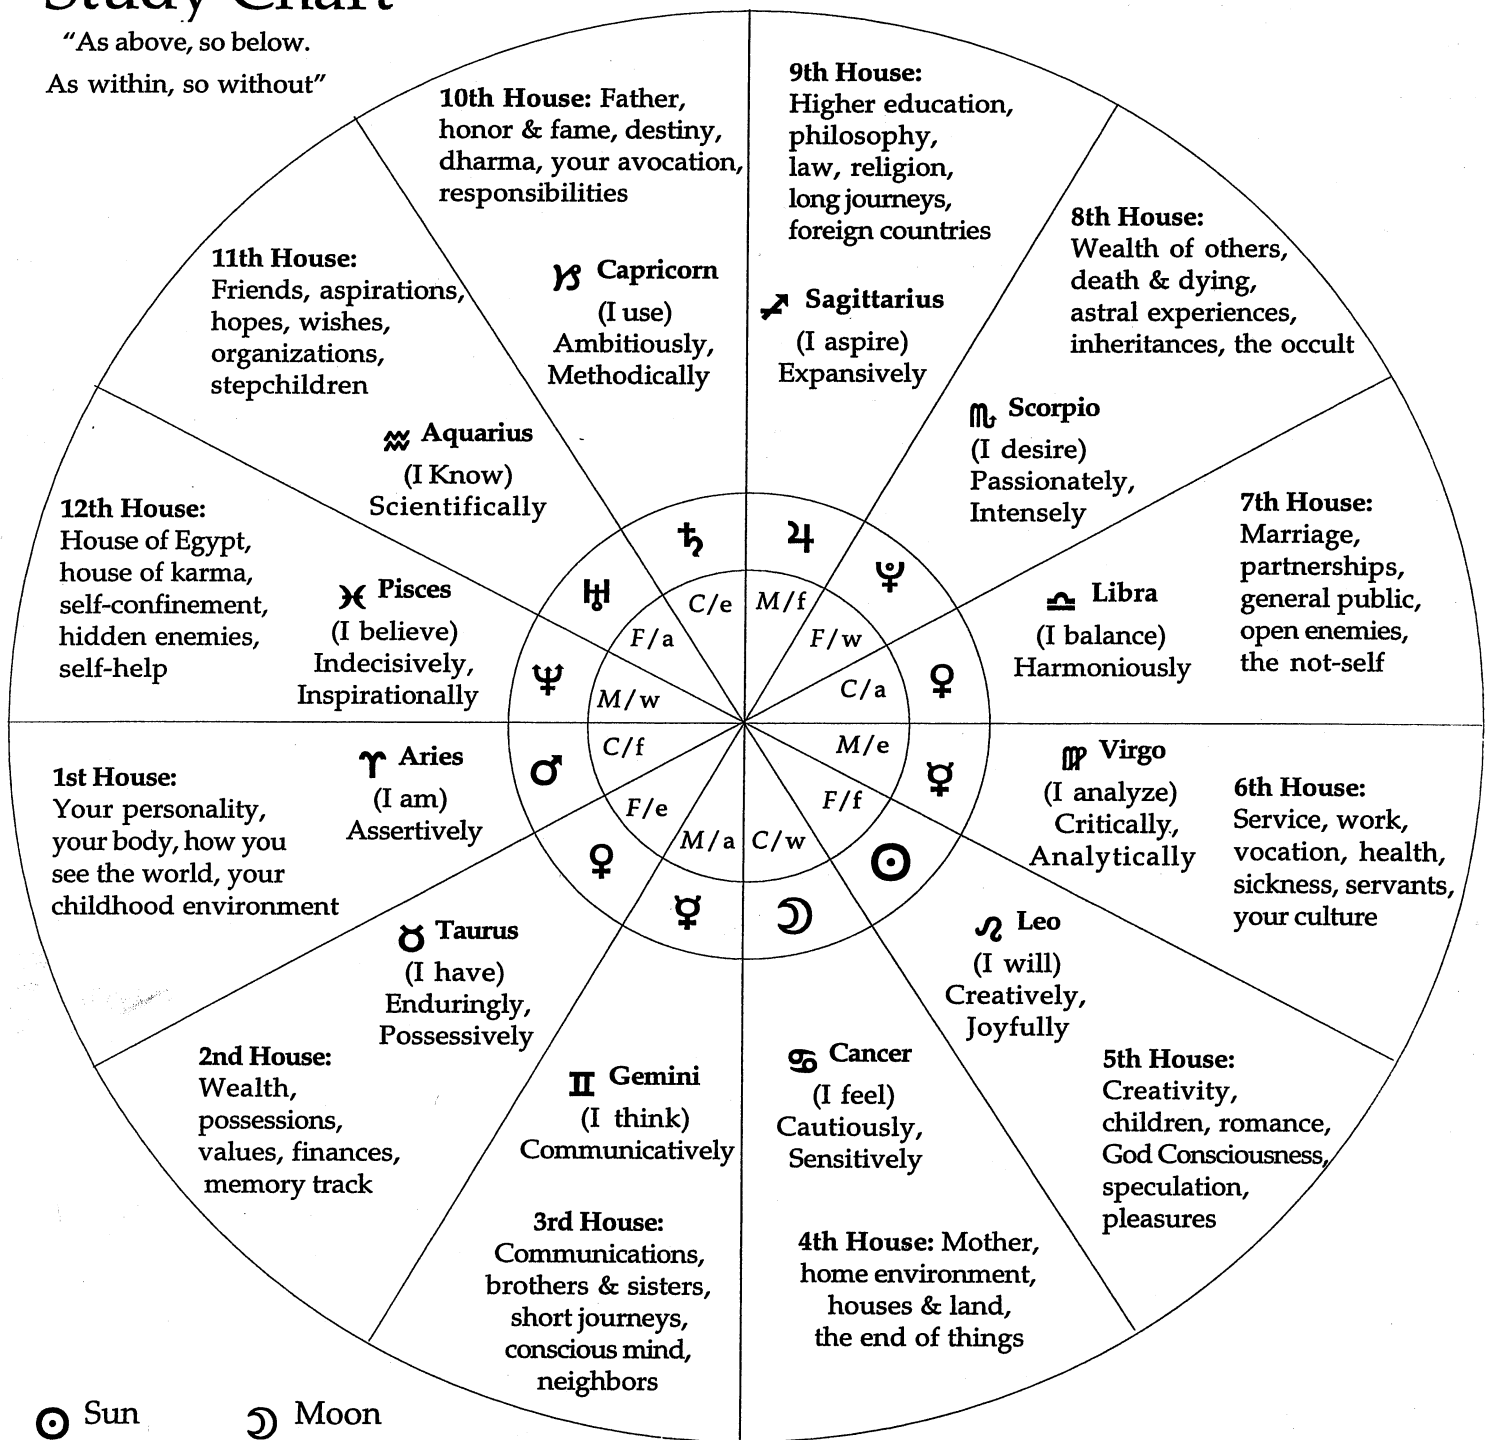 Study Chart
"As above, so below.
As within, so without"
10th House: Father,
honor & fame, destiny,
dharma, your avocation,
responsibilities
♑ Capricorn
(I use)
Ambitiously,
Methodically
9th House:
Higher education,
philosophy,
law, religion,
long journeys,
foreign countries
♐ Sagittarius
(I aspire)
Expansively
8th House:
Wealth of others,
death & dying,
astral experiences,
inheritances, the occult
♏ Scorpio
(I desire)
Passionately,
Intensely
7th House:
Marriage,
partnerships,
general public,
open enemies,
the not-self
♎ Libra
(I balance)
Harmoniously
♍ Virgo
(I analyze)
Critically,
Analytically
6th House:
Service, work,
vocation, health,
sickness, servants,
your culture
♌ Leo
(I will)
Creatively,
Joyfully
5th House:
Creativity,
children, romance,
God Consciousness,
speculation,
pleasures
♋ Cancer
(I feel)
Cautiously,
Sensitively
4th House: Mother,
home environment,
houses & land,
the end of things
♊ Gemini
(I think)
Communicatively
3rd House:
Communications,
brothers & sisters,
short journeys,
conscious mind,
neighbors
♉ Taurus
(I have)
Enduringly,
Possessively
2nd House:
Wealth,
possessions,
values, finances,
memory track
♈ Aries
(I am)
Assertively
1st House:
Your personality,
your body, how you
see the world, your
childhood environment
12th House:
House of Egypt,
house of karma,
self-confinement,
hidden enemies,
self-help
♓ Pisces
(I believe)
Indecisively,
Inspirationally
11th House:
Friends, aspirations,
hopes, wishes,
organizations,
stepchildren
♒ Aquarius
(I Know)
Scientifically
♄
♃
♇
♀
☿
☉
☽
☿
♀
♂
♆
♅
C/e
M/f
F/w
C/a
M/e
F/f
C/w
M/a
F/e
C/f
M/w
F/a
☉ Sun
☽ Moon